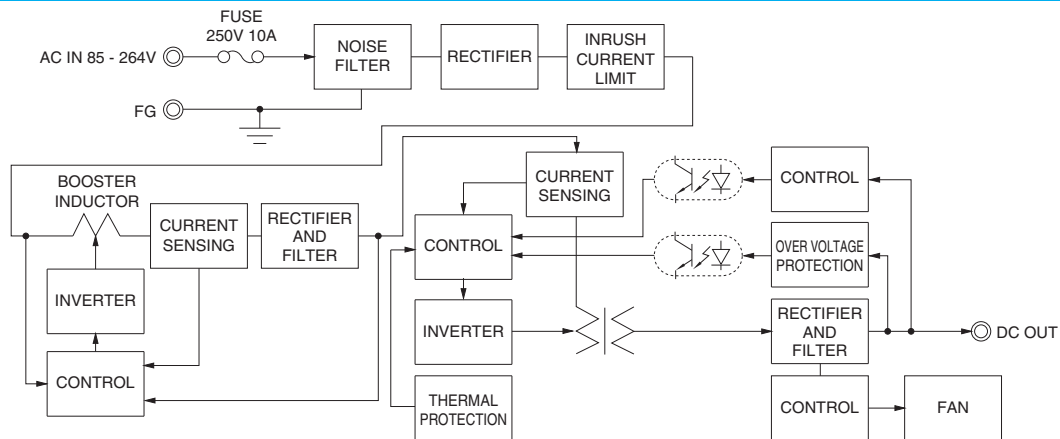 FUSE
250V 10A
AC IN 85 - 264V
NOISE
FILTER
RECTIFIER
INRUSH
CURRENT
LIMIT
FG
BOOSTER
INDUCTOR
CURRENT
SENSING
RECTIFIER
AND
FILTER
INVERTER
CONTROL
CURRENT
SENSING
CONTROL
INVERTER
THERMAL
PROTECTION
CONTROL
OVER VOLTAGE
PROTECTION
RECTIFIER
AND
FILTER
DC OUT
CONTROL
FAN